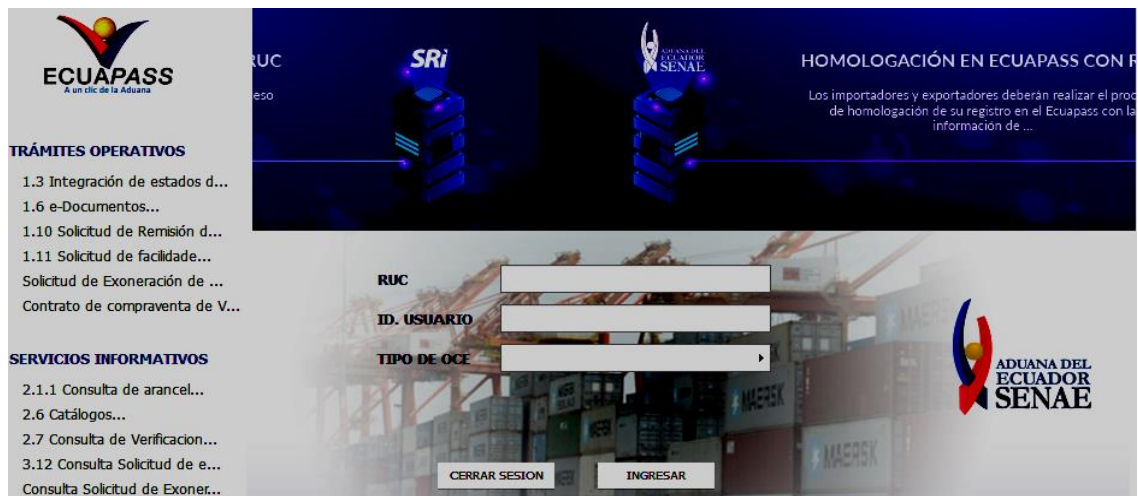 ECUAPASS
A un clic de la Aduana
TRÁMITES OPERATIVOS
1.3 Integración de estados d...
1.6 e-Documentos...
1.10 Solicitud de Remisión d...
1.11 Solicitud de facilidade...
Solicitud de Exoneración de ...
Contrato de compraventa de V...
SERVICIOS INFORMATIVOS
2.1.1 Consulta de arancel...
2.6 Catálogos...
2.7 Consulta de Verificacion...
3.12 Consulta Solicitud de e...
Consulta Solicitud de Exoner...
RUC
eso
SRi
ADUANA DEL
ECUADOR
SENAE
HOMOLOGACIÓN EN ECUAPASS CON R
Los importadores y exportadores deberán realizar el proc
de homologación de su registro en el Ecuapass con la
información de ...
RUC
ID. USUARIO
TIPO DE OCE
CERRAR SESION
INGRESAR
MAERSK
MAERSK
ADUANA DEL
ECUADOR
SENAE